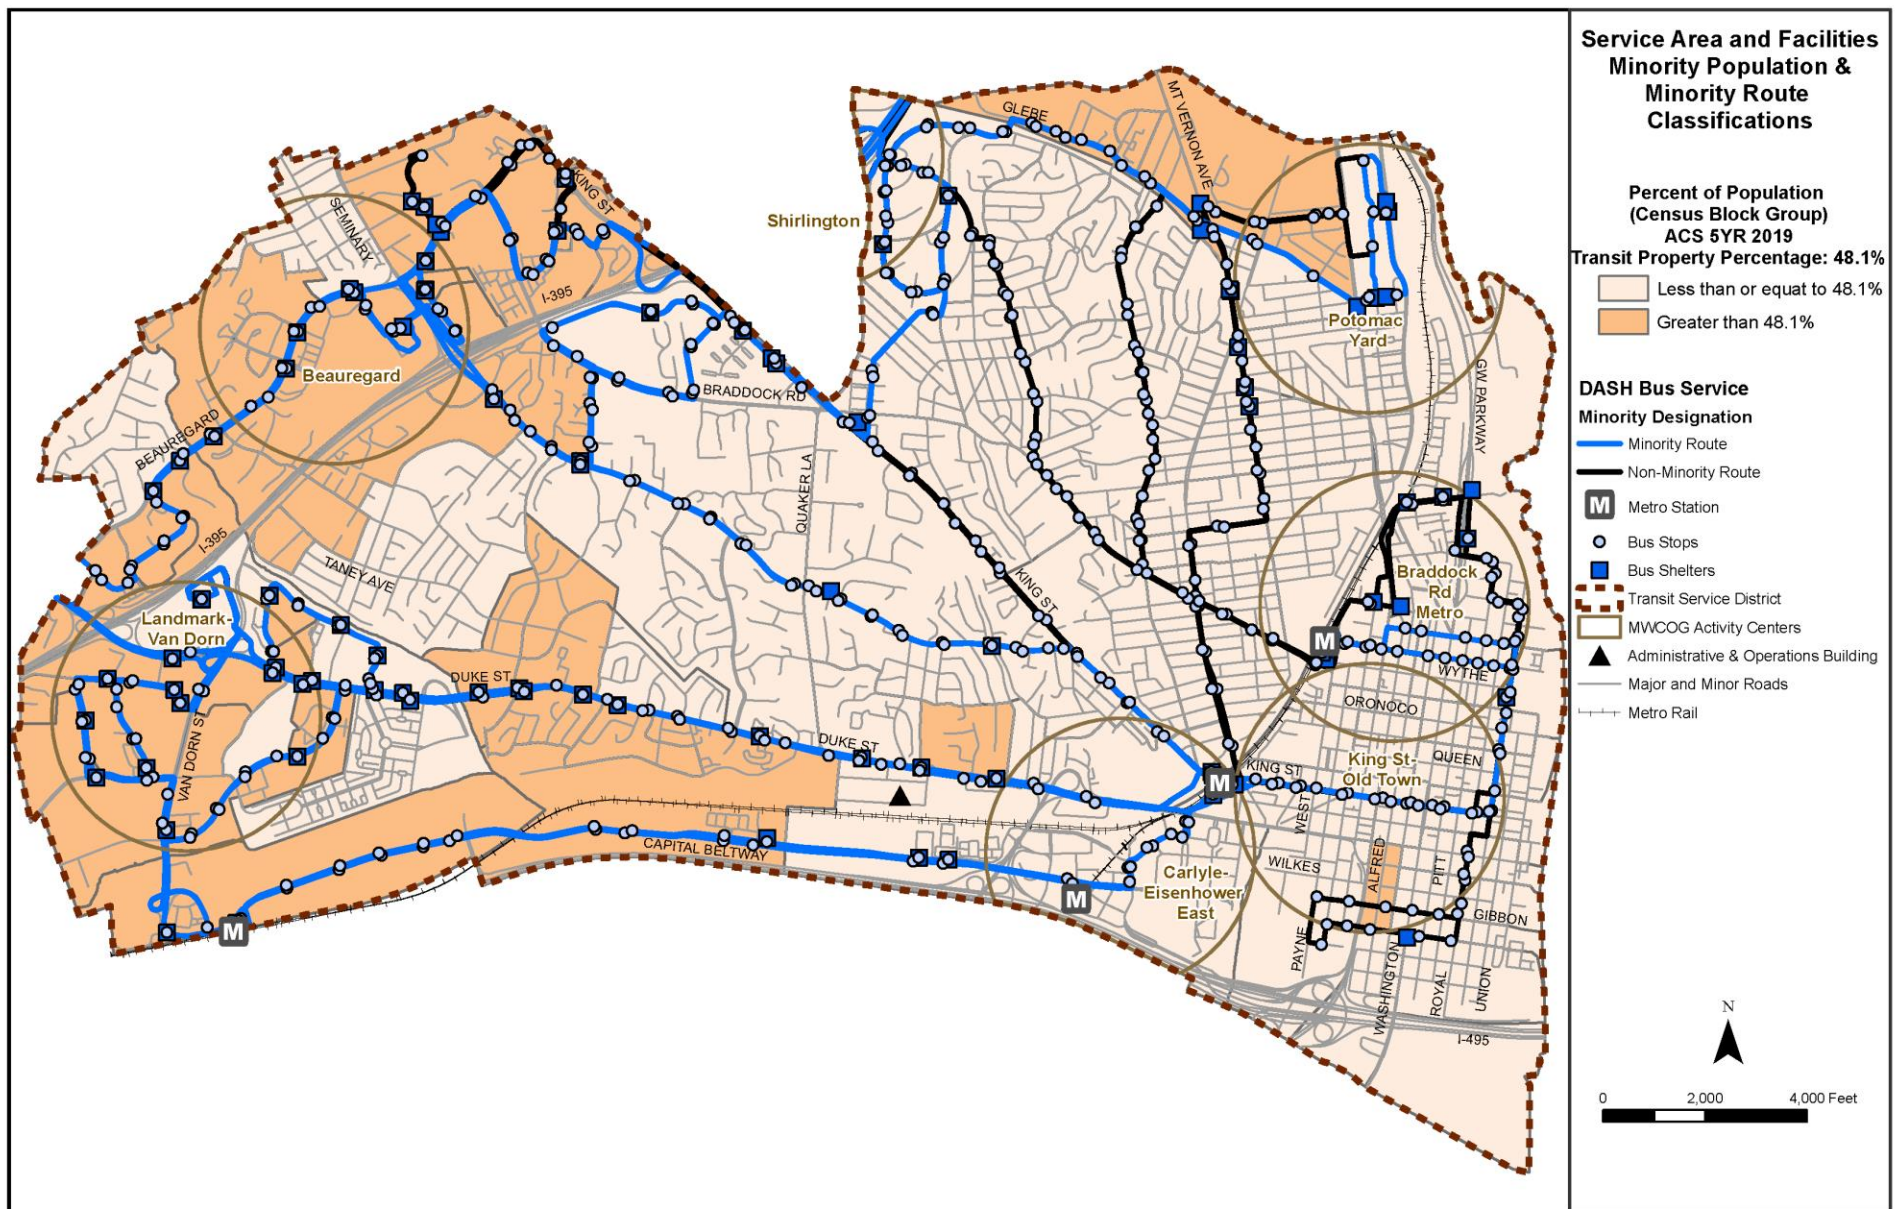 Service Area and Facilities
Minority Population &
Minority Route
Classifications
Percent of Population
(Census Block Group)
ACS 5YR 2019
Transit Property Percentage: 48.1%
Less than or equat to 48.1%
Greater than 48.1%
DASH Bus Service
Minority Designation
Minority Route
Non-Minority Route
M
Metro Station
Bus Stops
Bus Shelters
Transit Service District
MWCOG Activity Centers
Administrative & Operations Building
Major and Minor Roads
Metro Rail
N
0 2,000 4,000 Feet
GLEBE
MT VERNON AVE
KING ST
SEMINARY
Shirlington
I-395
Potomac
Yard
Beauregard
GW PARKWAY
BRADDOCK RD
BEAUREGARD
QUAKER LA
I-395
TANEY AVE
KING ST
Braddock
Rd
Metro
Landmark-
Van Dorn
M
WYTHE
DUKE ST
ORONOCO
VAN DORN ST
DUKE ST
QUEEN
King St-
Old Town
KING ST
M
WEST
CAPITAL BELTWAY
WILKES
ALFRED
PITT
Carlyle-
Eisenhower
East
M
GIBBON
M
PAYNE
WASHINGTON
ROYAL
UNION
I-495